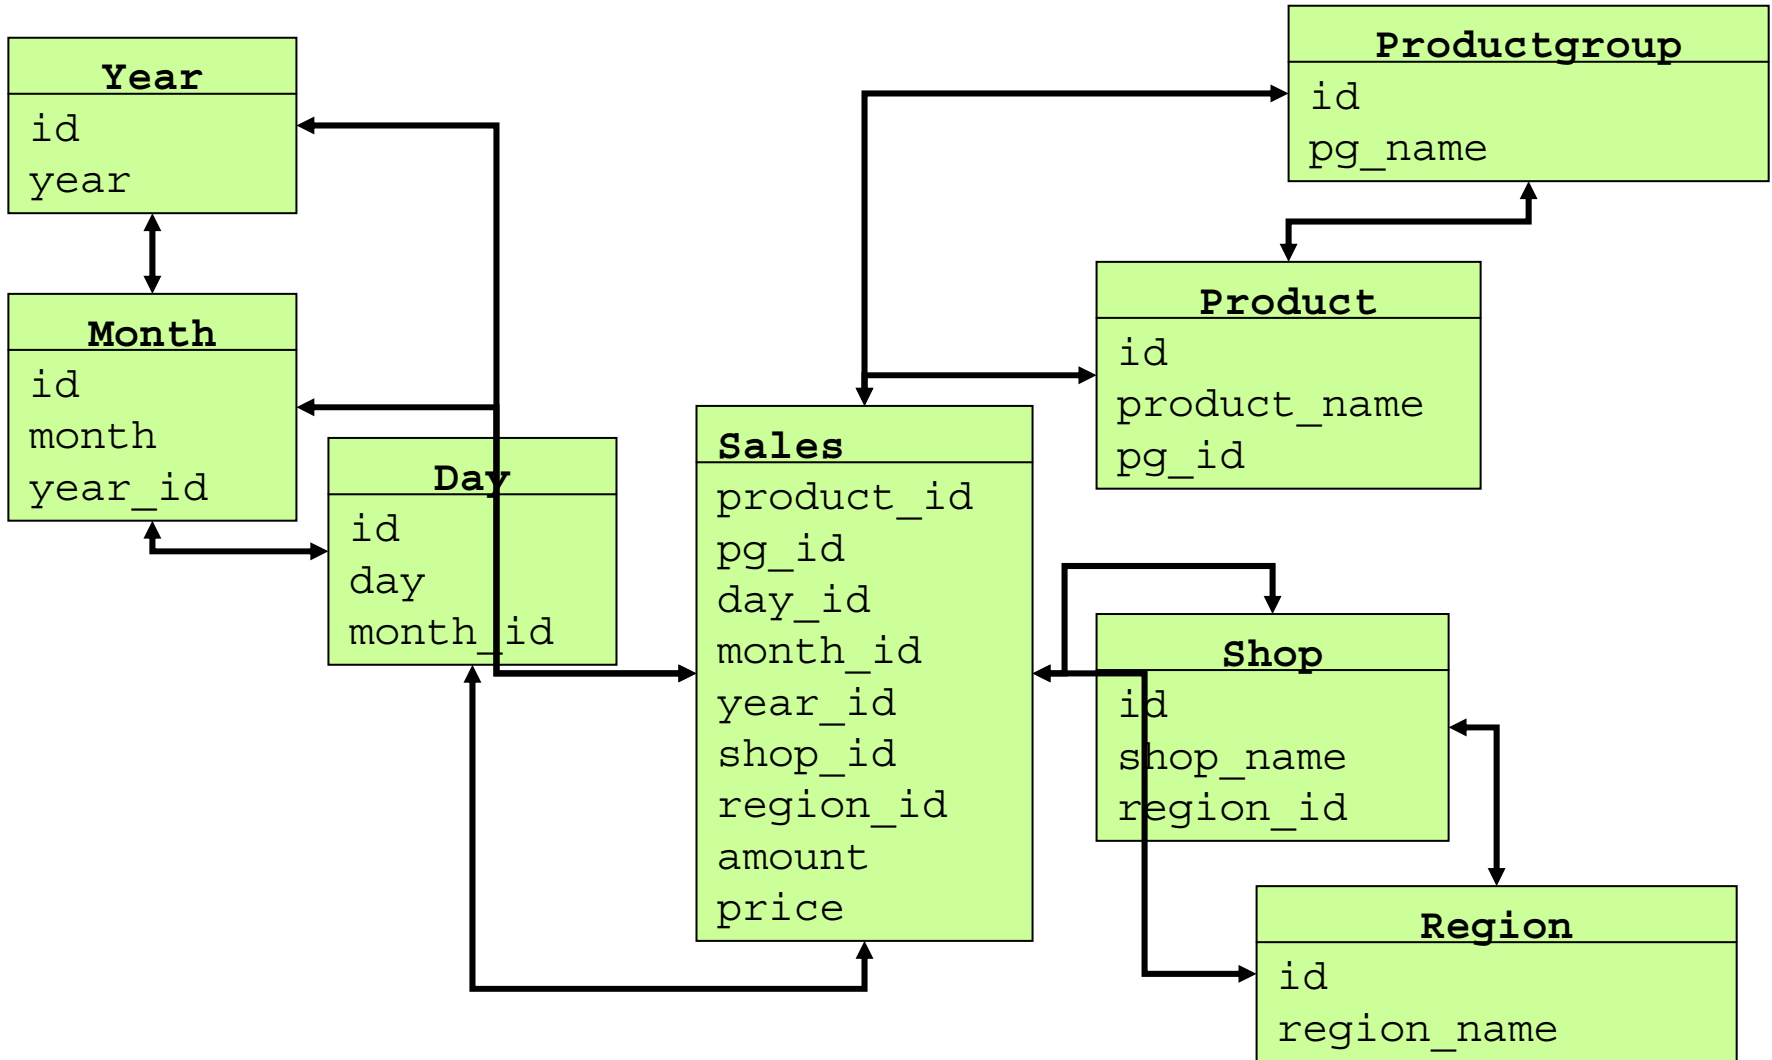 Year
id
year
Month
id
month
year_id
Day
id
day
month_id
Sales
product_id
pg_id
day_id
month_id
year_id
shop_id
region_id
amount
price
Productgroup
id
pg_name
Product
id
product_name
pg_id
Shop
id
shop_name
region_id
Region
id
region_name